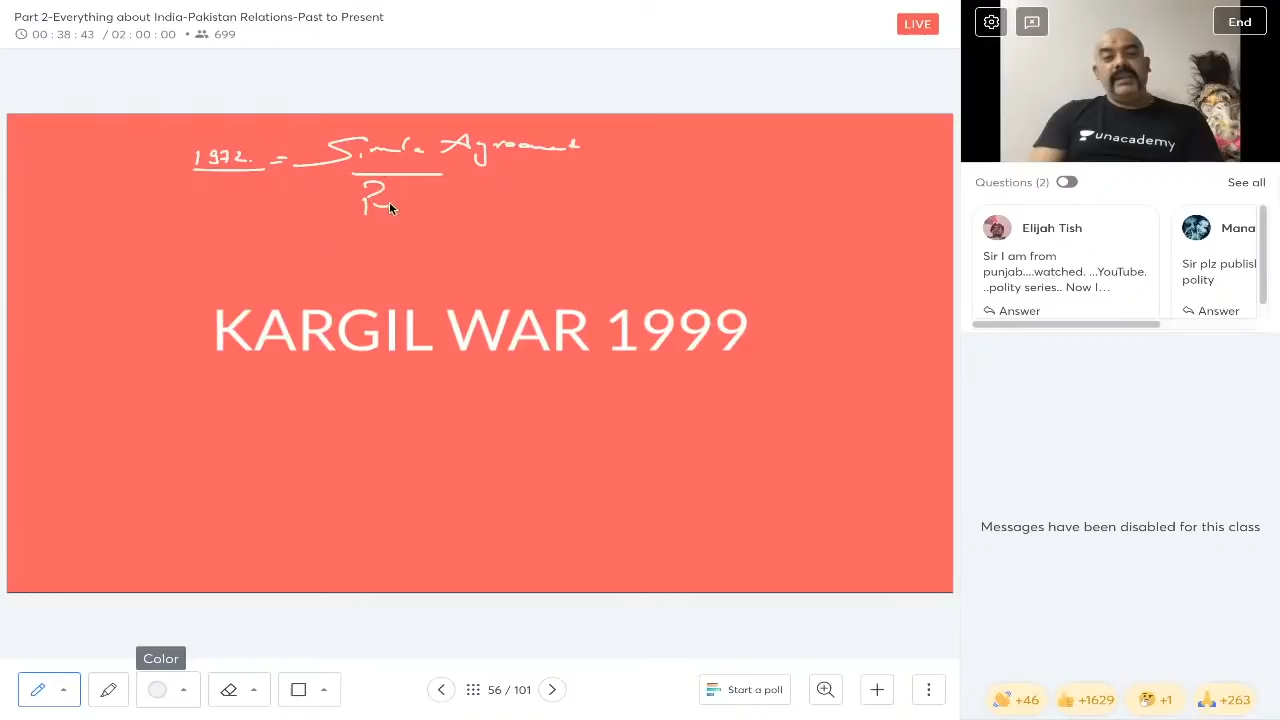 Part 2-Everything about India-Pakistan Relations-Past to Present
00 : 38 : 43 / 02 : 00 : 00 • 699
LIVE
End
unacademy
1972. = Simla Agreement
KARGIL WAR 1999
Questions (2)
See all
Elijah Tish
Sir I am from
punjab....watched. ...YouTube.
..polity series.. Now I...
Answer
Mana
Sir plz publis
polity
Answer
Messages have been disabled for this class
Color
56 / 101
Start a poll
+46
+1629
+1
+263